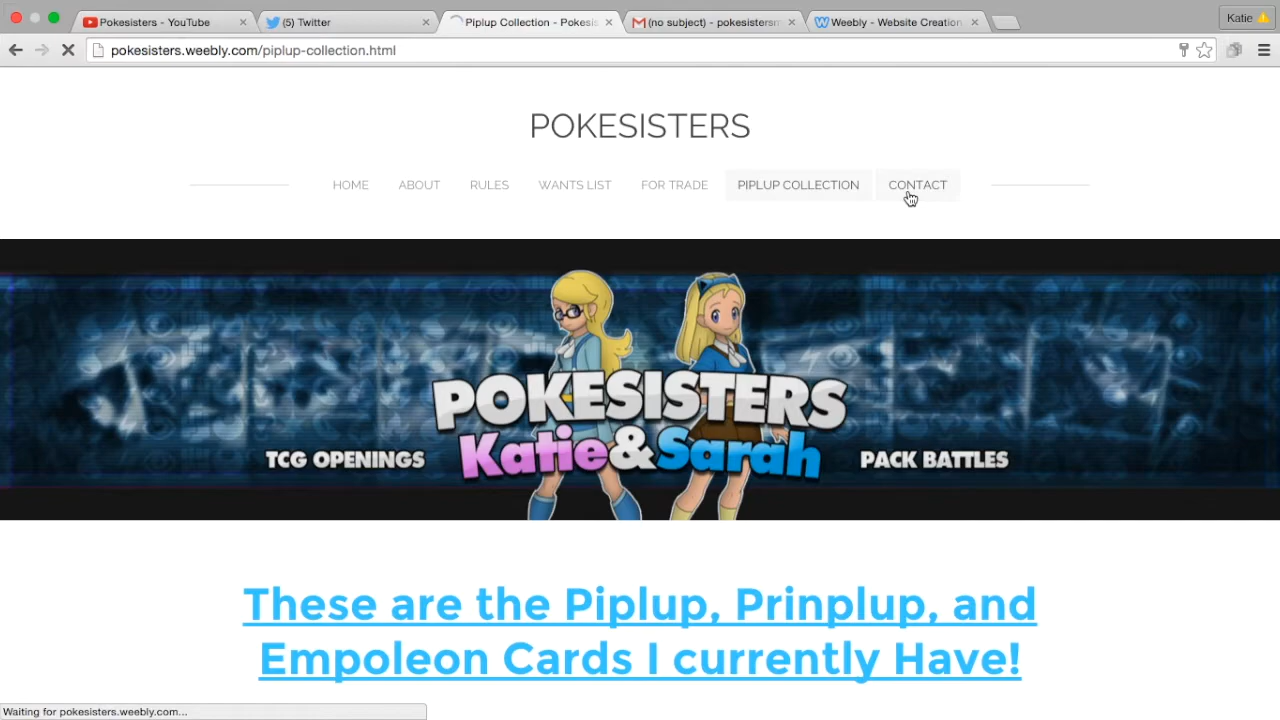 Pokesisters - YouTube
(5) Twitter
Piplup Collection - Pokesis
(no subject) - pokesistersm
Weebly - Website Creation
Katie
pokesisters.weebly.com/piplup-collection.html
POKESISTERS
HOME ABOUT RULES WANTS LIST FOR TRADE PIPLUP COLLECTION CONTACT
POKESISTERS
Katie&Sarah
TCG OPENINGS
PACK BATTLES
These are the Piplup, Prinplup, and
Empoleon Cards I currently Have!
Waiting for pokesisters.weebly.com...